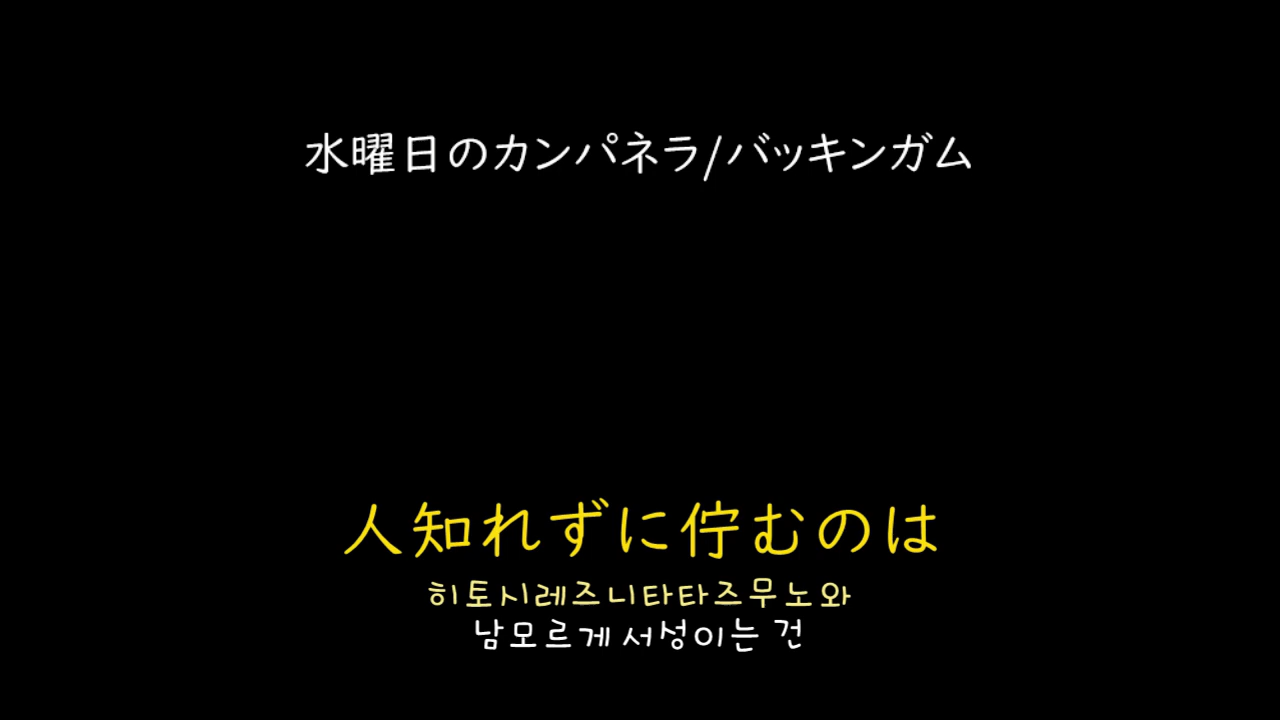 水曜日のカンパネラ/バッキンガム
人知れずに佇むのは
히토시레즈니타타즈무노와
남모르게 서성이는 건